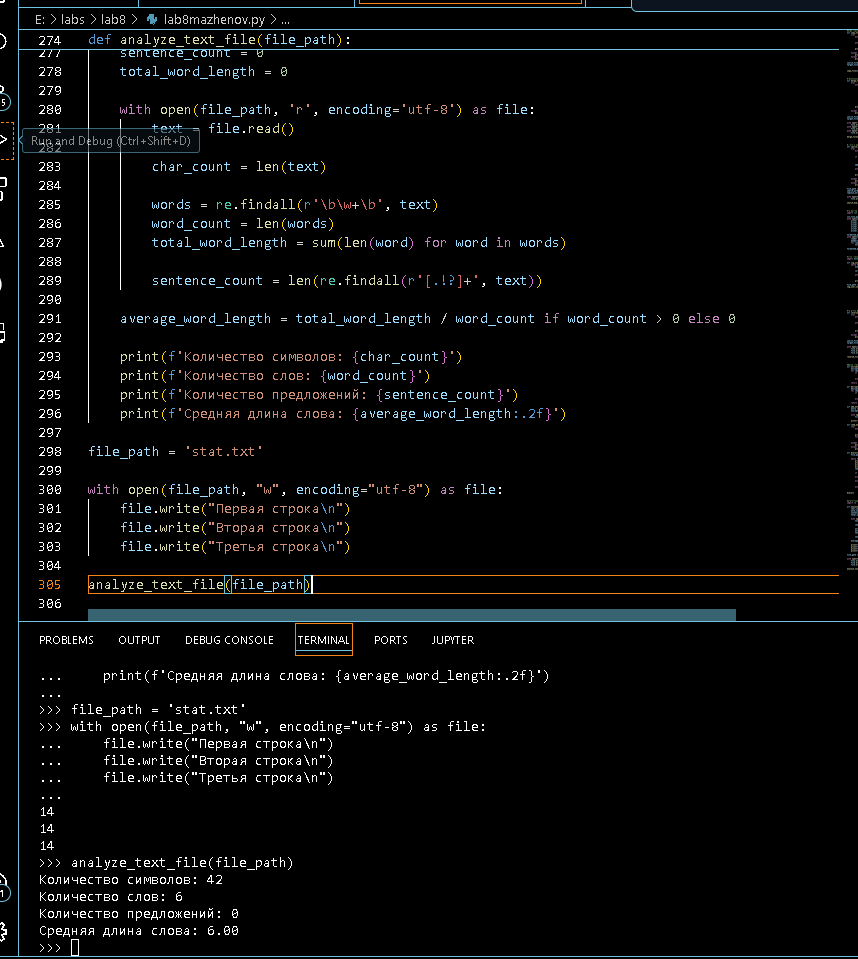 E: > labs > lab8 > lab8mazhenov.py > ...
274 def analyze_text_file(file_path):
277 sentence_count = 0
278 total_word_length = 0
279
280 with open(file_path, 'r', encoding='utf-8') as file:
281 text = file.read()
Run and Debug (Ctrl+Shift+D)
282
283 char_count = len(text)
284
285 words = re.findall(r'\b\w+\b', text)
286 word_count = len(words)
287 total_word_length = sum(len(word) for word in words)
288
289 sentence_count = len(re.findall(r'[.!?]+', text))
290
291 average_word_length = total_word_length / word_count if word_count > 0 else 0
292
293 print(f'Количество символов: {char_count}')
294 print(f'Количество слов: {word_count}')
295 print(f'Количество предложений: {sentence_count}')
296 print(f'Средняя длина слова: {average_word_length:.2f}')
297
298 file_path = 'stat.txt'
299
300 with open(file_path, "w", encoding="utf-8") as file:
301 file.write("Первая строка\n")
302 file.write("Вторая строка\n")
303 file.write("Третья строка\n")
304
305 analyze_text_file(file_path)
306
5
1
PROBLEMS OUTPUT DEBUG CONSOLE TERMINAL PORTS JUPYTER
... print(f'Средняя длина слова: {average_word_length:.2f}')
...
>>> file_path = 'stat.txt'
>>> with open(file_path, "w", encoding="utf-8") as file:
... file.write("Первая строка\n")
... file.write("Вторая строка\n")
... file.write("Третья строка\n")
...
14
14
14
>>> analyze_text_file(file_path)
Количество символов: 42
Количество слов: 6
Количество предложений: 0
Средняя длина слова: 6.00
>>>